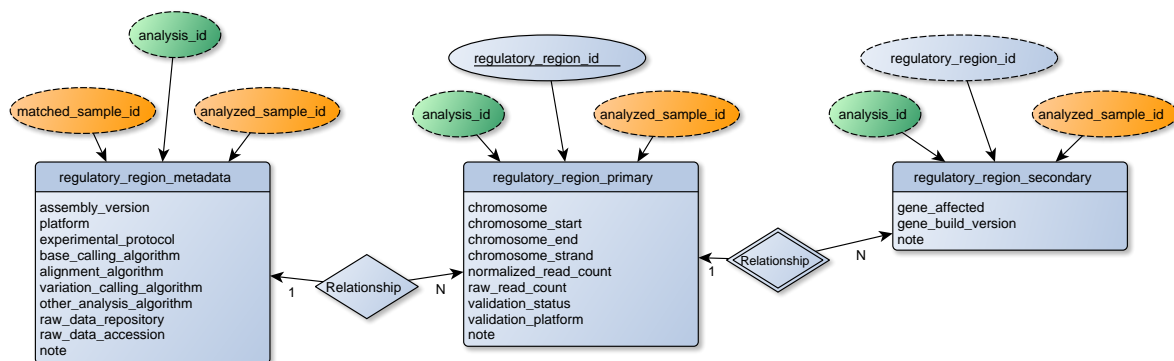 analysis_id
matched_sample_id
analyzed_sample_id
regulatory_region_metadata
assembly_version
platform
experimental_protocol
base_calling_algorithm
alignment_algorithm
variation_calling_algorithm
other_analysis_algorithm
raw_data_repository
raw_data_accession
note
1
Relationship
N
regulatory_region_id
analysis_id
analyzed_sample_id
regulatory_region_primary
chromosome
chromosome_start
chromosome_end
chromosome_strand
normalized_read_count
raw_read_count
validation_status
validation_platform
note
1
Relationship
N
regulatory_region_id
analysis_id
analyzed_sample_id
regulatory_region_secondary
gene_affected
gene_build_version
note